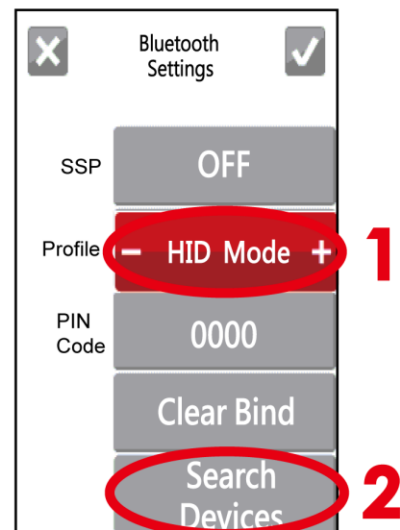 Bluetooth
Settings
SSP OFF
Profile - HID Mode + 1
PIN
Code 0000
Clear Bind
Search
Devices 2